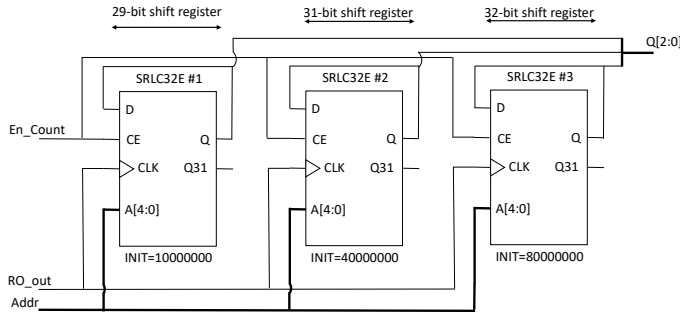 29-bit shift register 31-bit shift register 32-bit shift register
Q[2:0]
SRLC32E #1 SRLC32E #2 SRLC32E #3
D D D
En_Count
CE Q CE Q CE Q
CLK Q31 CLK Q31 CLK Q31
A[4:0] A[4:0] A[4:0]
INIT=10000000 INIT=40000000 INIT=80000000
RO_out
Addr